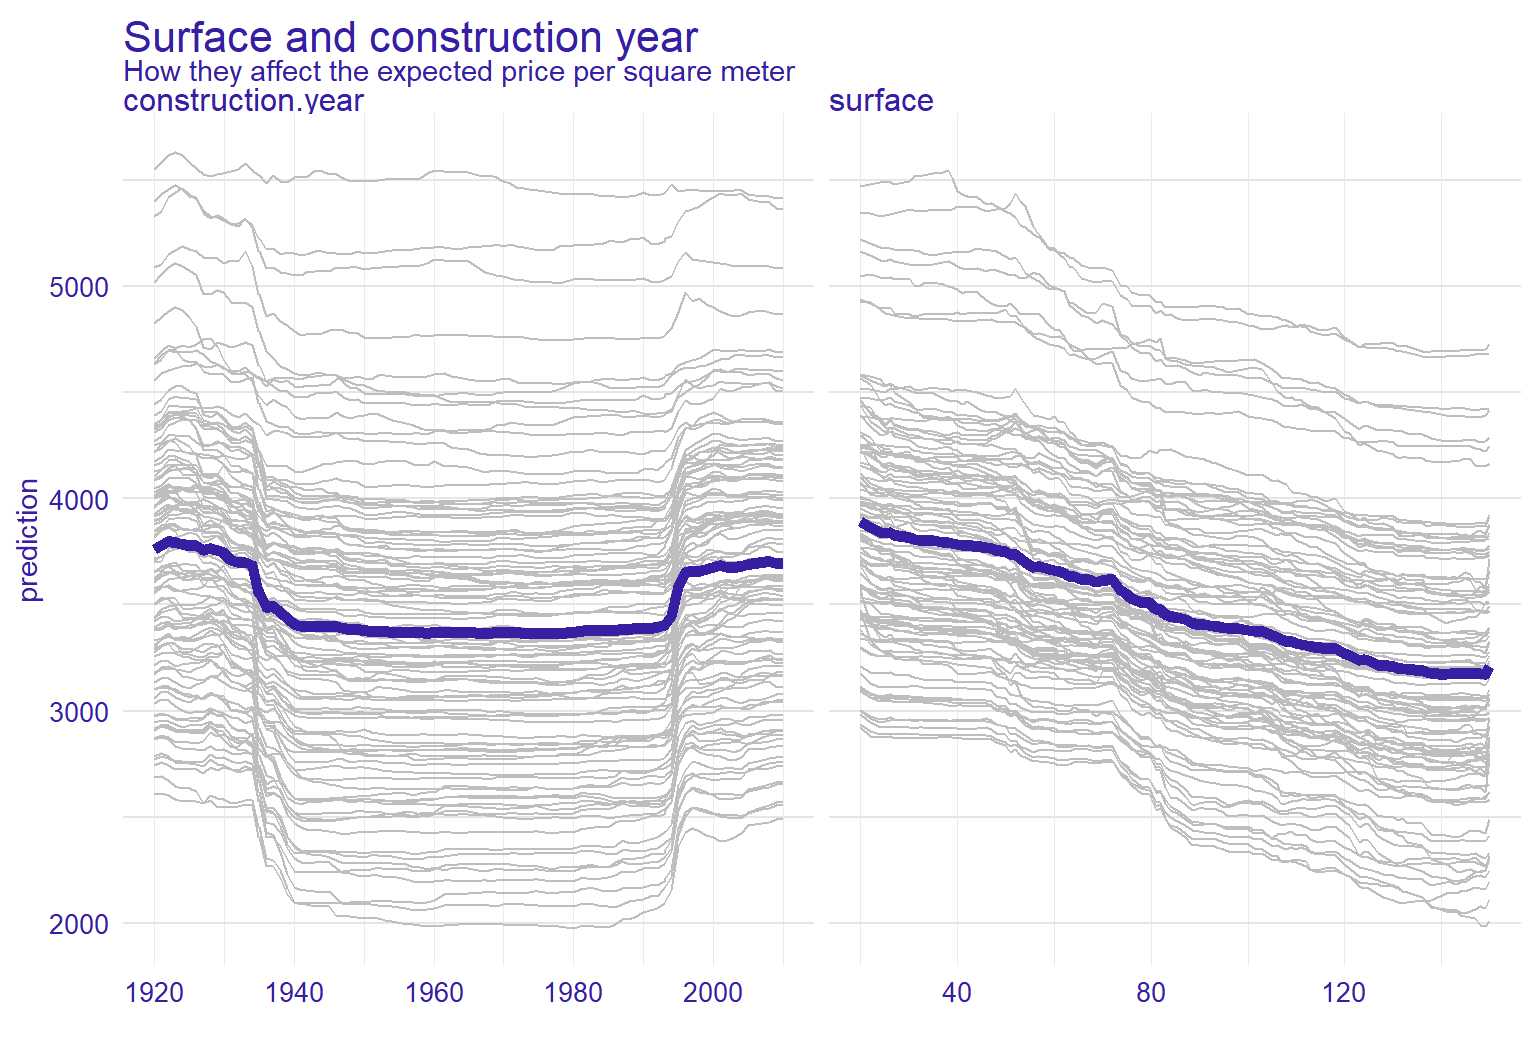 Surface and construction year
How they affect the expected price per square meter
construction.year
surface
prediction
5000
4000
3000
2000
1920 1940 1960 1980 2000
40 80 120